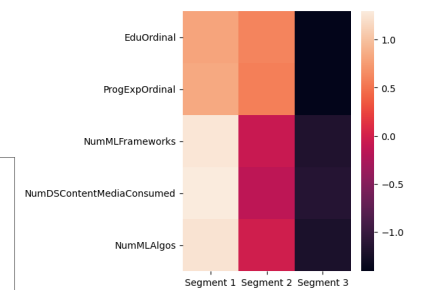 EduOrdinal
ProgExpOrdinal
NumMLFrameworks
NumDSContentMediaConsumed
NumMLAlgos
Segment 1 Segment 2 Segment 3
1.0
0.5
0.0
−0.5
−1.0